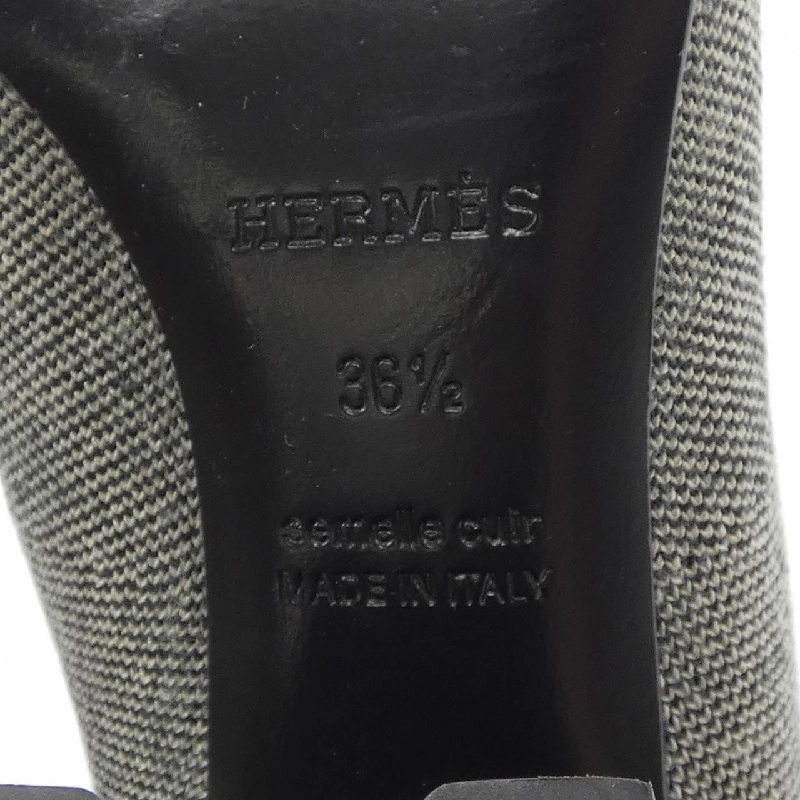 HERMÈS
36½
semelle cuir
MADE IN ITALY